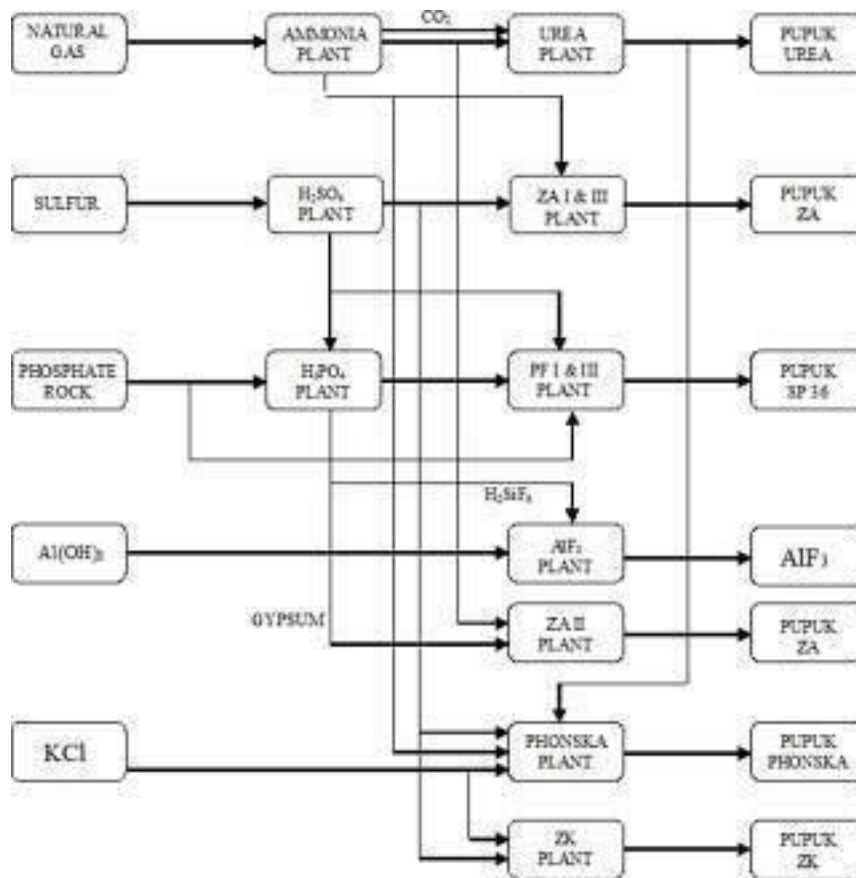 NATURAL
GAS
AMMONIA
PLANT
CO₂
UREA
PLANT
PUPUK
UREA
SULFUR
H₂SO₄
PLANT
ZA I & III
PLANT
PUPUK
ZA
PHOSPHATE
ROCK
H₃PO₄
PLANT
PF I & III
PLANT
PUPUK
SP 36
H₂SiF₆
Al(OH)₃
AlF₃
PLANT
AlF₃
GYPSUM
ZA II
PLANT
PUPUK
ZA
KCl
PHONSKA
PLANT
PUPUK
PHONSKA
ZK
PLANT
PUPUK
ZK